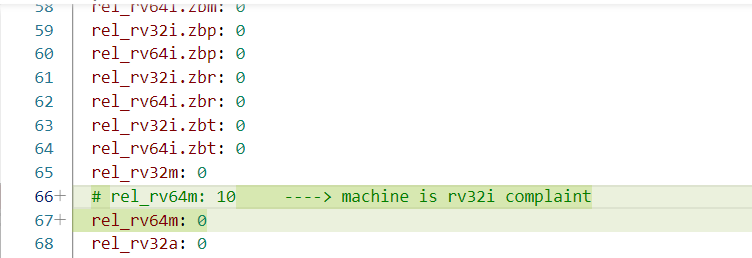 58 rel_rv64i.zbm: 0
59 rel_rv32i.zbp: 0
60 rel_rv64i.zbp: 0
61 rel_rv32i.zbr: 0
62 rel_rv64i.zbr: 0
63 rel_rv32i.zbt: 0
64 rel_rv64i.zbt: 0
65 rel_rv32m: 0
66+ # rel_rv64m: 10     ----> machine is rv32i complaint
67+ rel_rv64m: 0
68 rel_rv32a: 0